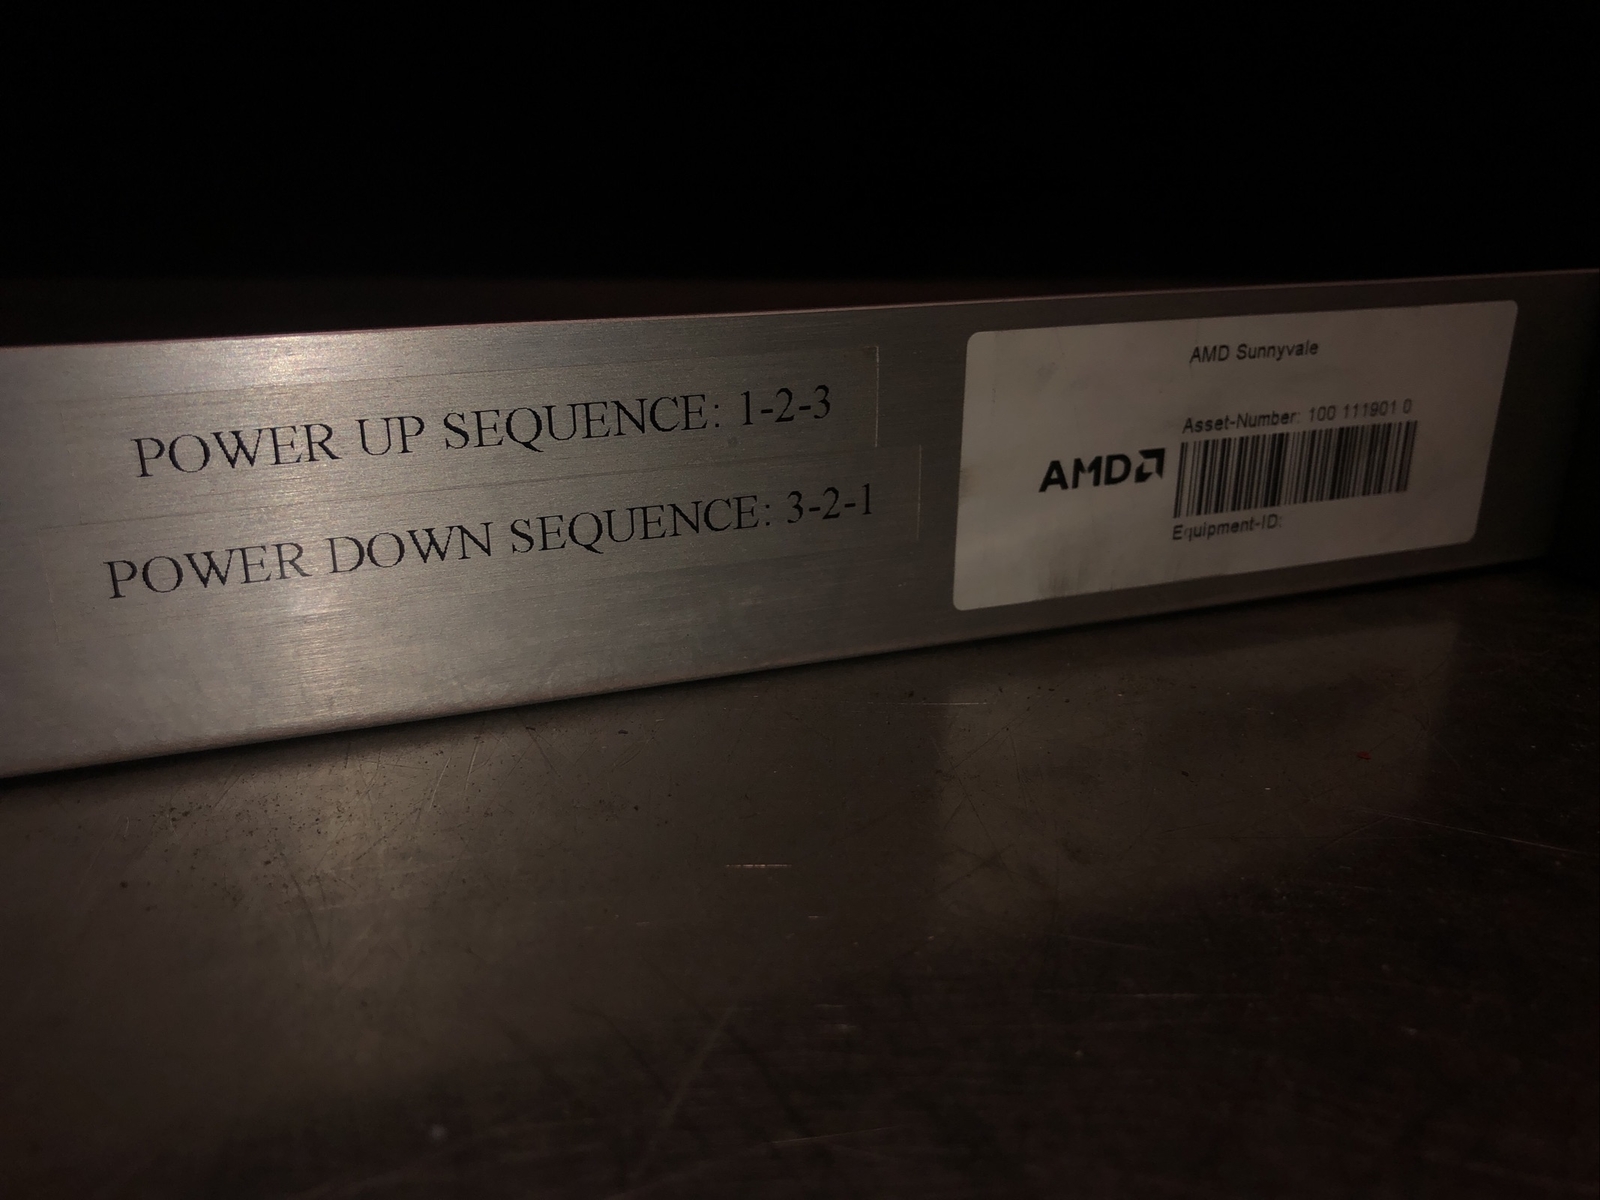 POWER UP SEQUENCE: 1-2-3
POWER DOWN SEQUENCE: 3-2-1
AMD Sunnyvale
Asset-Number: 100 111901 0
AMD
Equipment-ID: